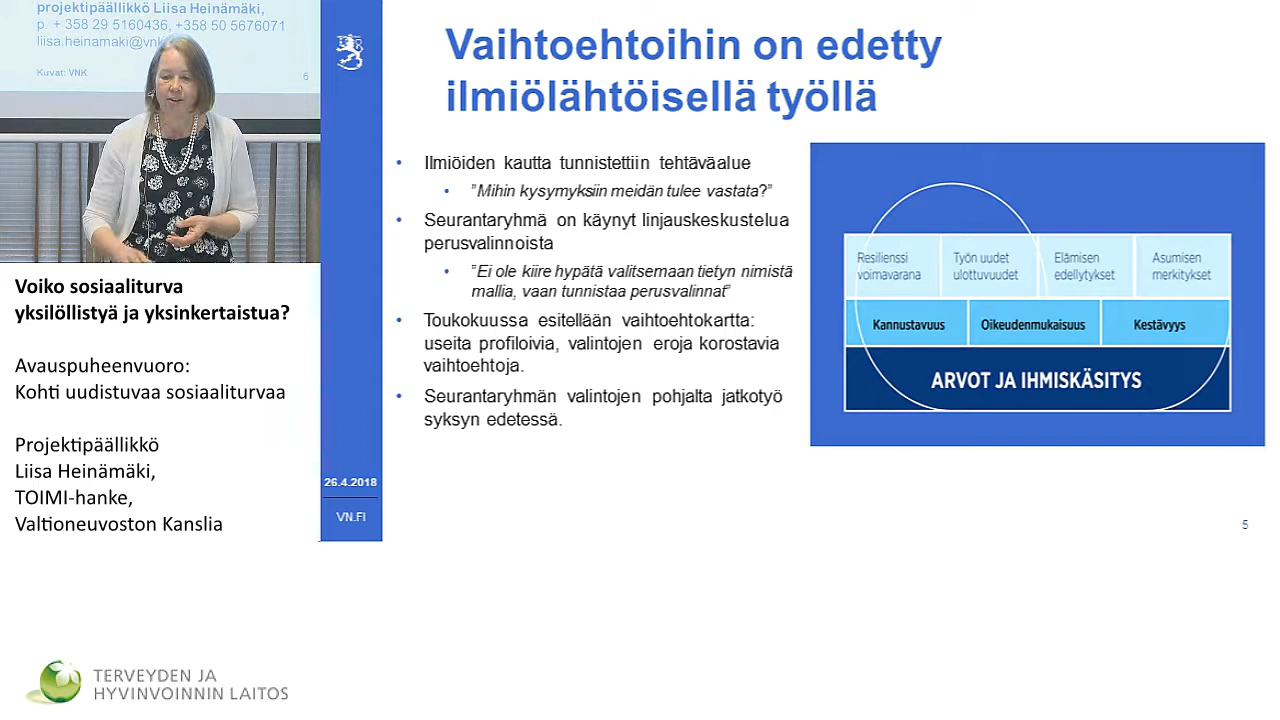 projektipäällikkö Liisa Heinämäki,
p. + 358 29 5160436, +358 50 5676071
liisa.heinamaki@vnk
Kuvat: VNK
6
Voiko sosiaaliturva
yksilöllistyä ja yksinkertaistua?
Avauspuheenvuoro:
Kohti uudistuvaa sosiaaliturvaa
Projektipäällikkö
Liisa Heinämäki,
TOIMI-hanke,
Valtioneuvoston Kanslia
26.4.2018
VN.FI
Vaihtoehtoihin on edetty
ilmiölähtöisellä työllä
• Ilmiöiden kautta tunnistettiin tehtäväalue
• ”Mihin kysymyksiin meidän tulee vastata?”
• Seurantaryhmä on käynyt linjauskeskustelua
perusvalinnoista
• ”Ei ole kiire hypätä valitsemaan tietyn nimistä
mallia, vaan tunnistaa perusvalinnat”
• Toukokuussa esitellään vaihtoehtokartta:
useita profiloivia, valintojen eroja korostavia
vaihtoehtoja.
• Seurantaryhmän valintojen pohjalta jatkotyö
syksyn edetessä.
Resilienssi
voimavarana
Työn uudet
ulottuvuudet
Elämisen
edellytykset
Asumisen
merkitykset
Kannustavuus
Oikeudenmukaisuus
Kestävyys
ARVOT JA IHMISKÄSITYS
5
TERVEYDEN JA
HYVINVOINNIN LAITOS